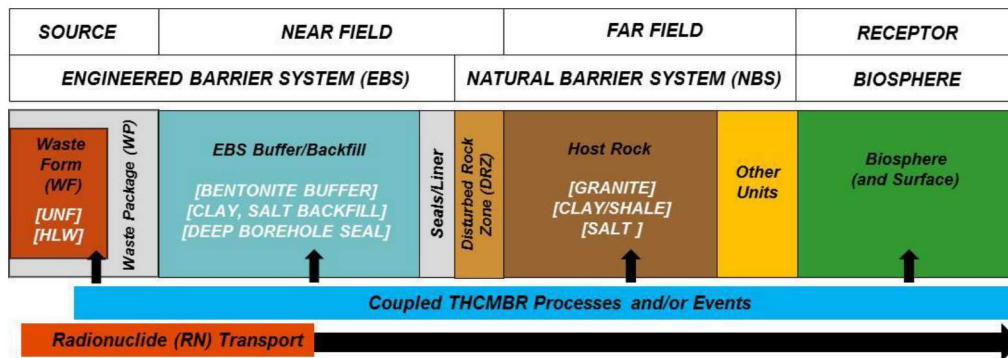 SOURCE
NEAR FIELD
FAR FIELD
RECEPTOR
ENGINEERED BARRIER SYSTEM (EBS)
NATURAL BARRIER SYSTEM (NBS)
BIOSPHERE
Waste
Form
(WF)
[UNF]
[HLW]
Waste Package (WP)
EBS Buffer/Backfill
[BENTONITE BUFFER]
[CLAY, SALT BACKFILL]
[DEEP BOREHOLE SEAL]
Seals/Liner
Disturbed Rock
Zone (DRZ)
Host Rock
[GRANITE]
[CLAY/SHALE]
[SALT ]
Other
Units
Biosphere
(and Surface)
Coupled THCMBR Processes and/or Events
Radionuclide (RN) Transport